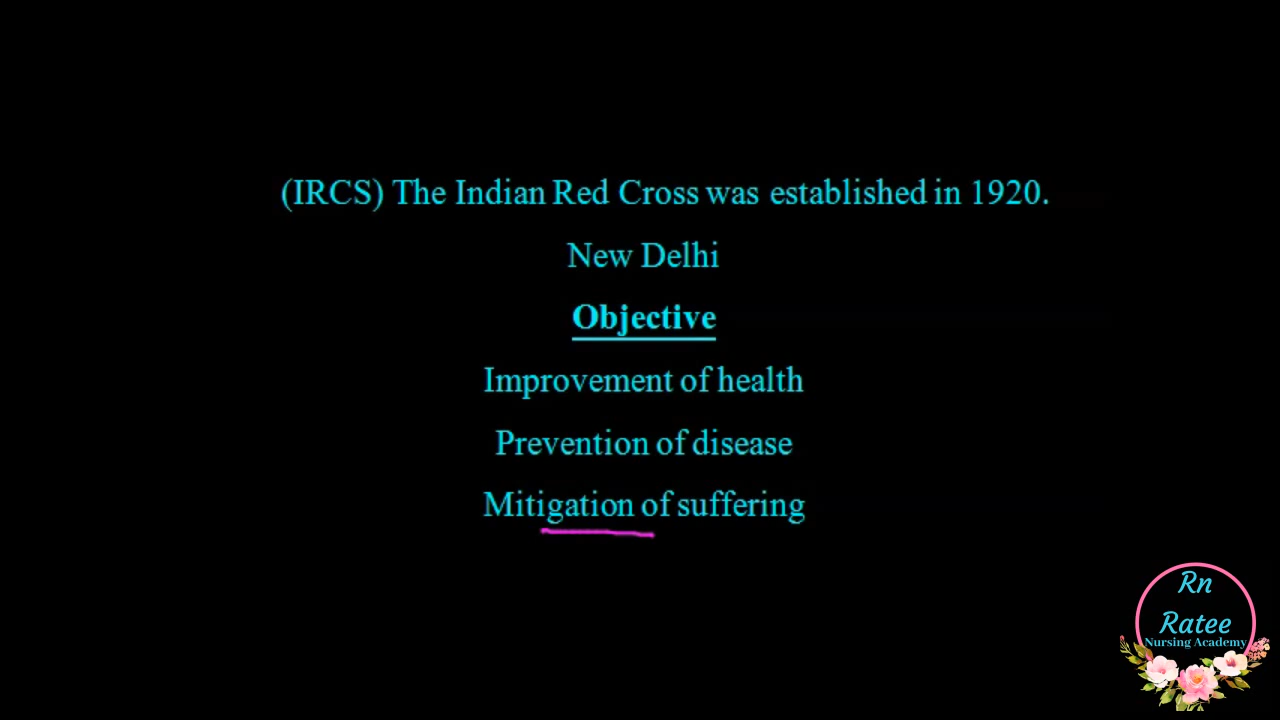 (IRCS) The Indian Red Cross was established in 1920.
New Delhi
Objective
Improvement of health
Prevention of disease
Mitigation of suffering
Rn
Ratee
Nursing Academy